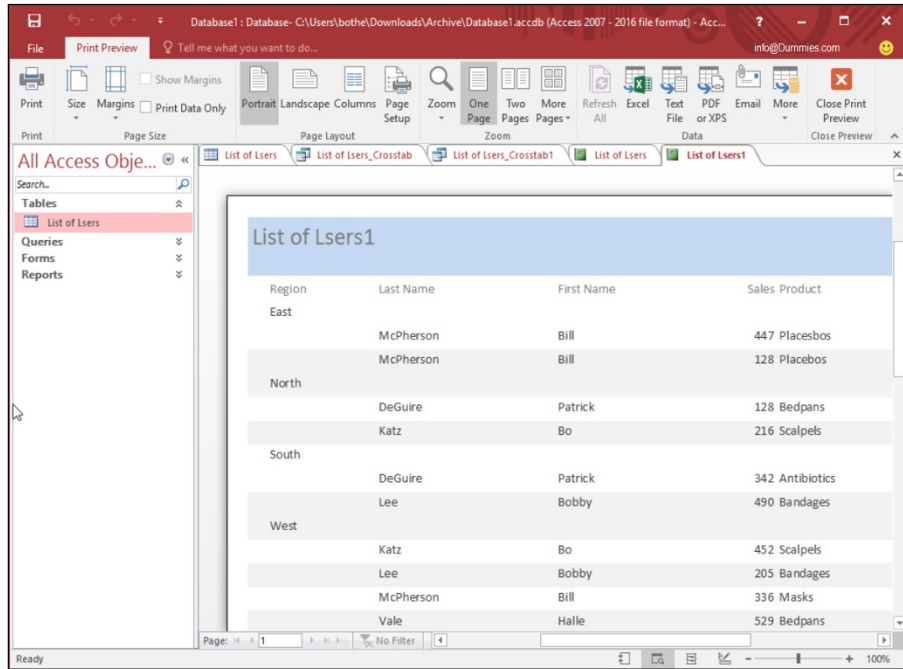 Database1 : Database- C:\Users\bothe\Downloads\Archive\Database1.accdb (Access 2007 - 2016 file format) - Acc... ?
File Print Preview Tell me what you want to do... info@Dummies.com
Print Size Margins Show Margins Print Data Only Portrait Landscape Columns Page Setup Zoom One Page Two Pages More Pages Refresh All Excel Text File PDF or XPS Email More Close Print Preview
Print Page Size Page Layout Zoom Data Close Preview
All Access Obje... «
Search...
Tables
List of Lsers
Queries
Forms
Reports
List of Lsers List of Lsers_Crosstab List of Lsers_Crosstab1 List of Lsers List of Lsers1
List of Lsers1
Region Last Name First Name Sales Product
East
McPherson Bill 447 Placesbos
McPherson Bill 128 Placebos
North
DeGuire Patrick 128 Bedpans
Katz Bo 216 Scalpels
South
DeGuire Patrick 342 Antibiotics
Lee Bobby 490 Bandages
West
Katz Bo 452 Scalpels
Lee Bobby 205 Bandages
McPherson Bill 336 Masks
Vale Halle 529 Bedpans
Page: 1 No Filter
Ready 100%